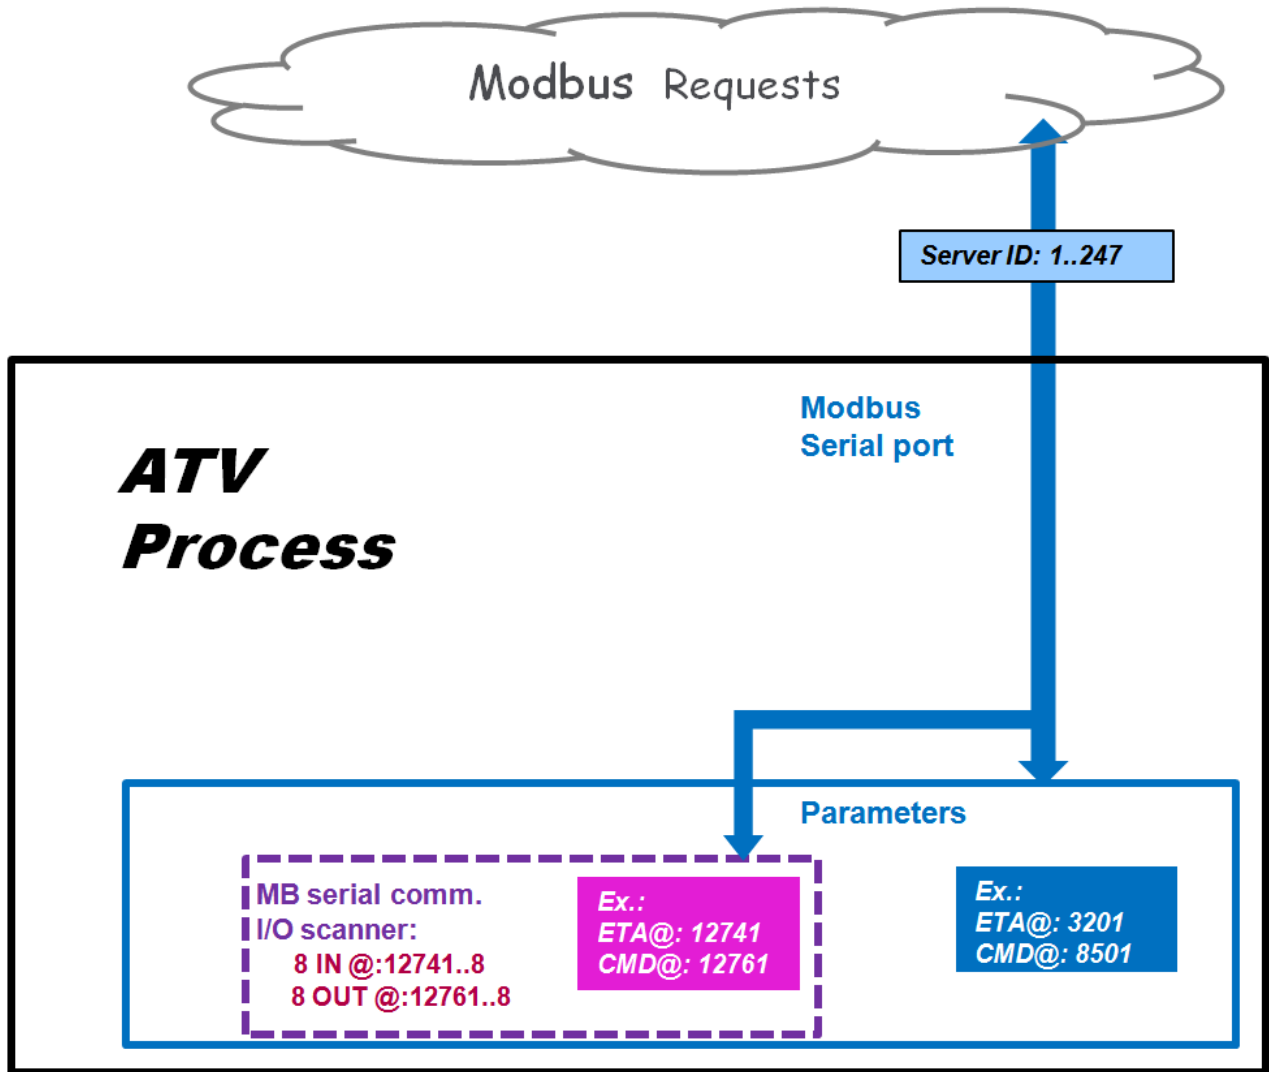 Modbus Requests
Server ID: 1..247
Modbus
Serial port
ATV
Process
Parameters
MB serial comm.
I/O scanner:
8 IN @:12741..8
8 OUT @:12761..8
Ex.:
ETA@: 12741
CMD@: 12761
Ex.:
ETA@: 3201
CMD@: 8501